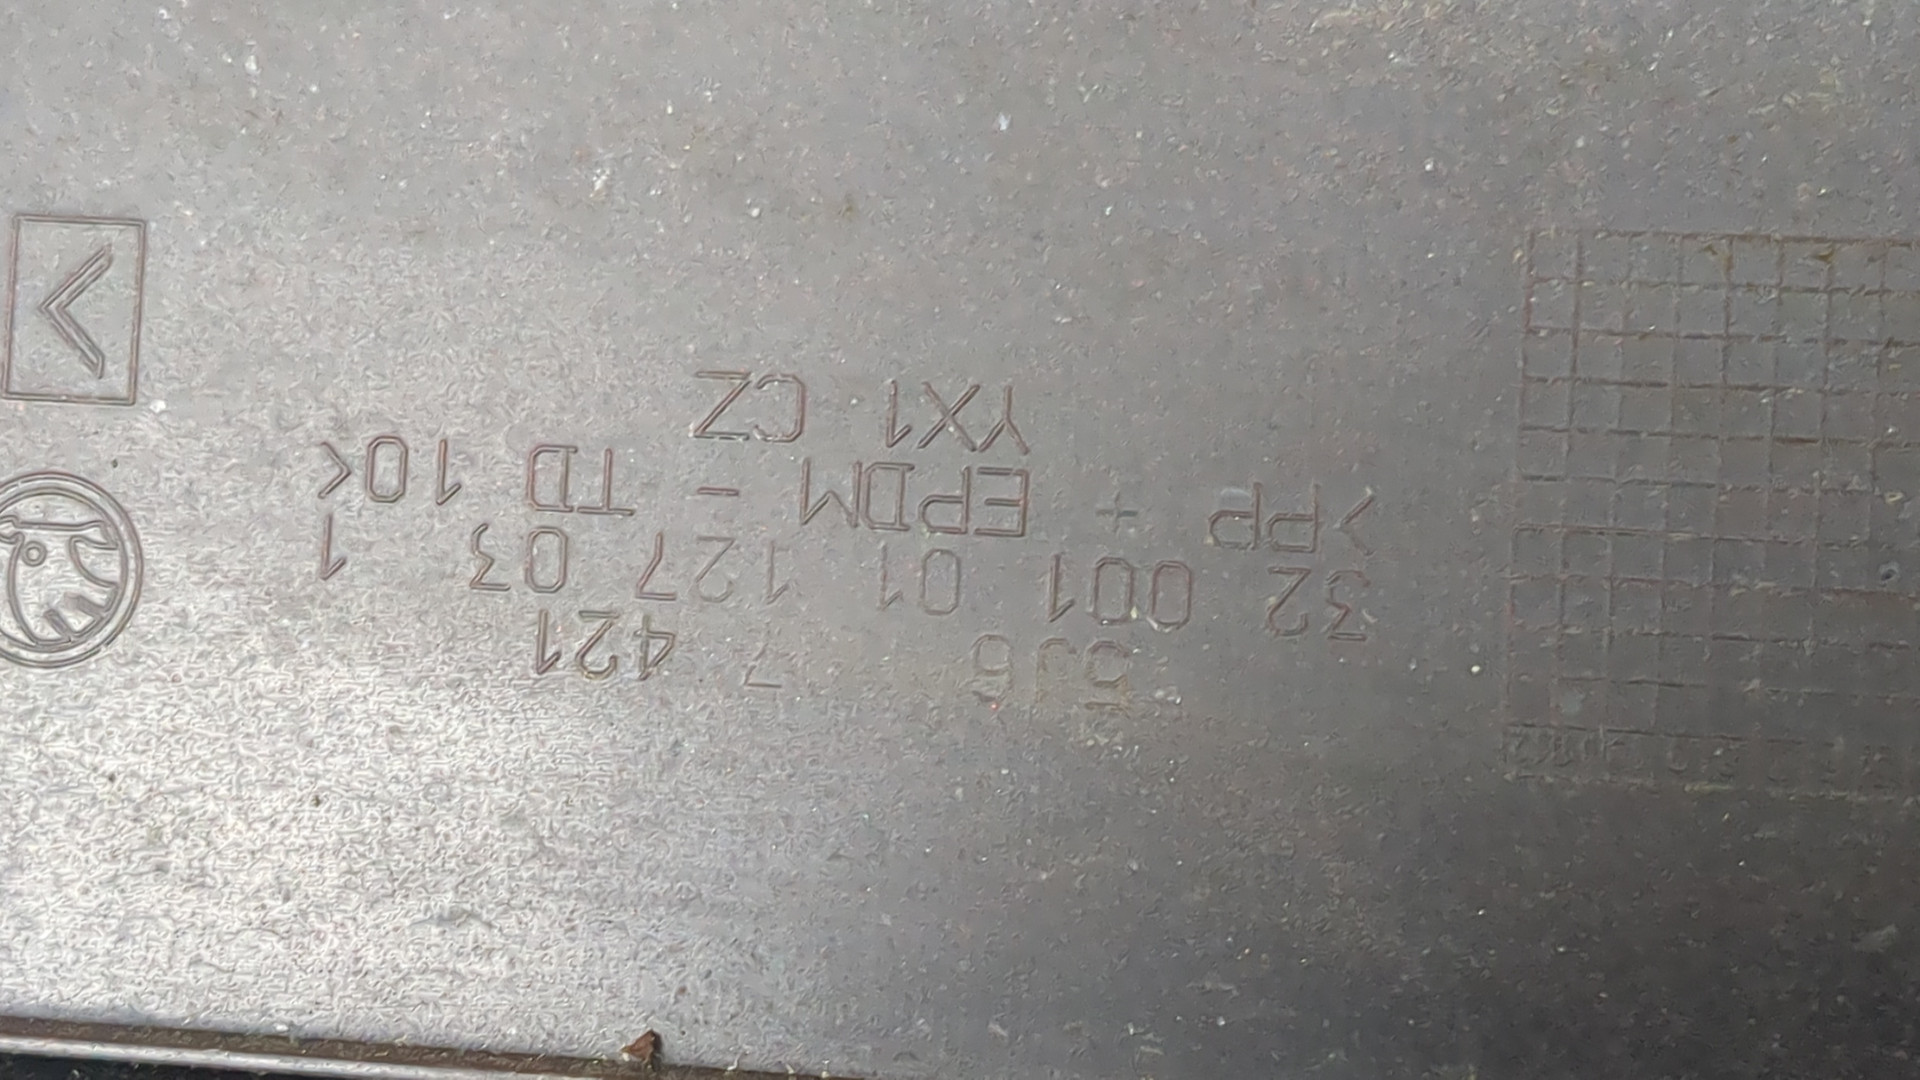 5J6 7 421
32 001 01 127 03 1
>PP + EPDM - TD 10<
YX1 CZ